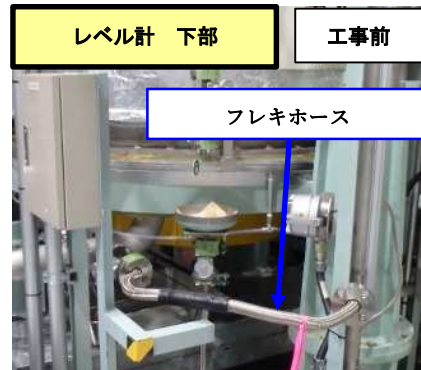 レベル計 下部
工事前
フレキホース